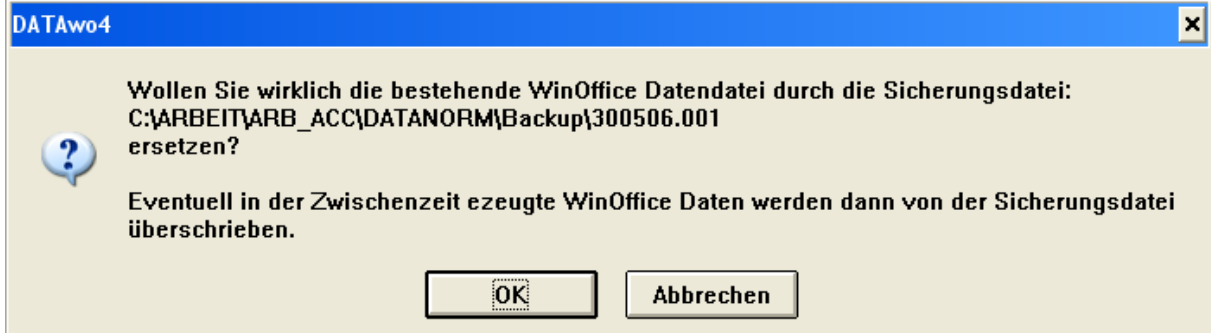 DATAwo4
Wollen Sie wirklich die bestehende WinOffice Datendatei durch die Sicherungsdatei:
C:\ARBEIT\ARB_ACC\DATANORM\Backup\300506.001
ersetzen?
Eventuell in der Zwischenzeit ezeugte WinOffice Daten werden dann von der Sicherungsdatei
überschrieben.
OK Abbrechen